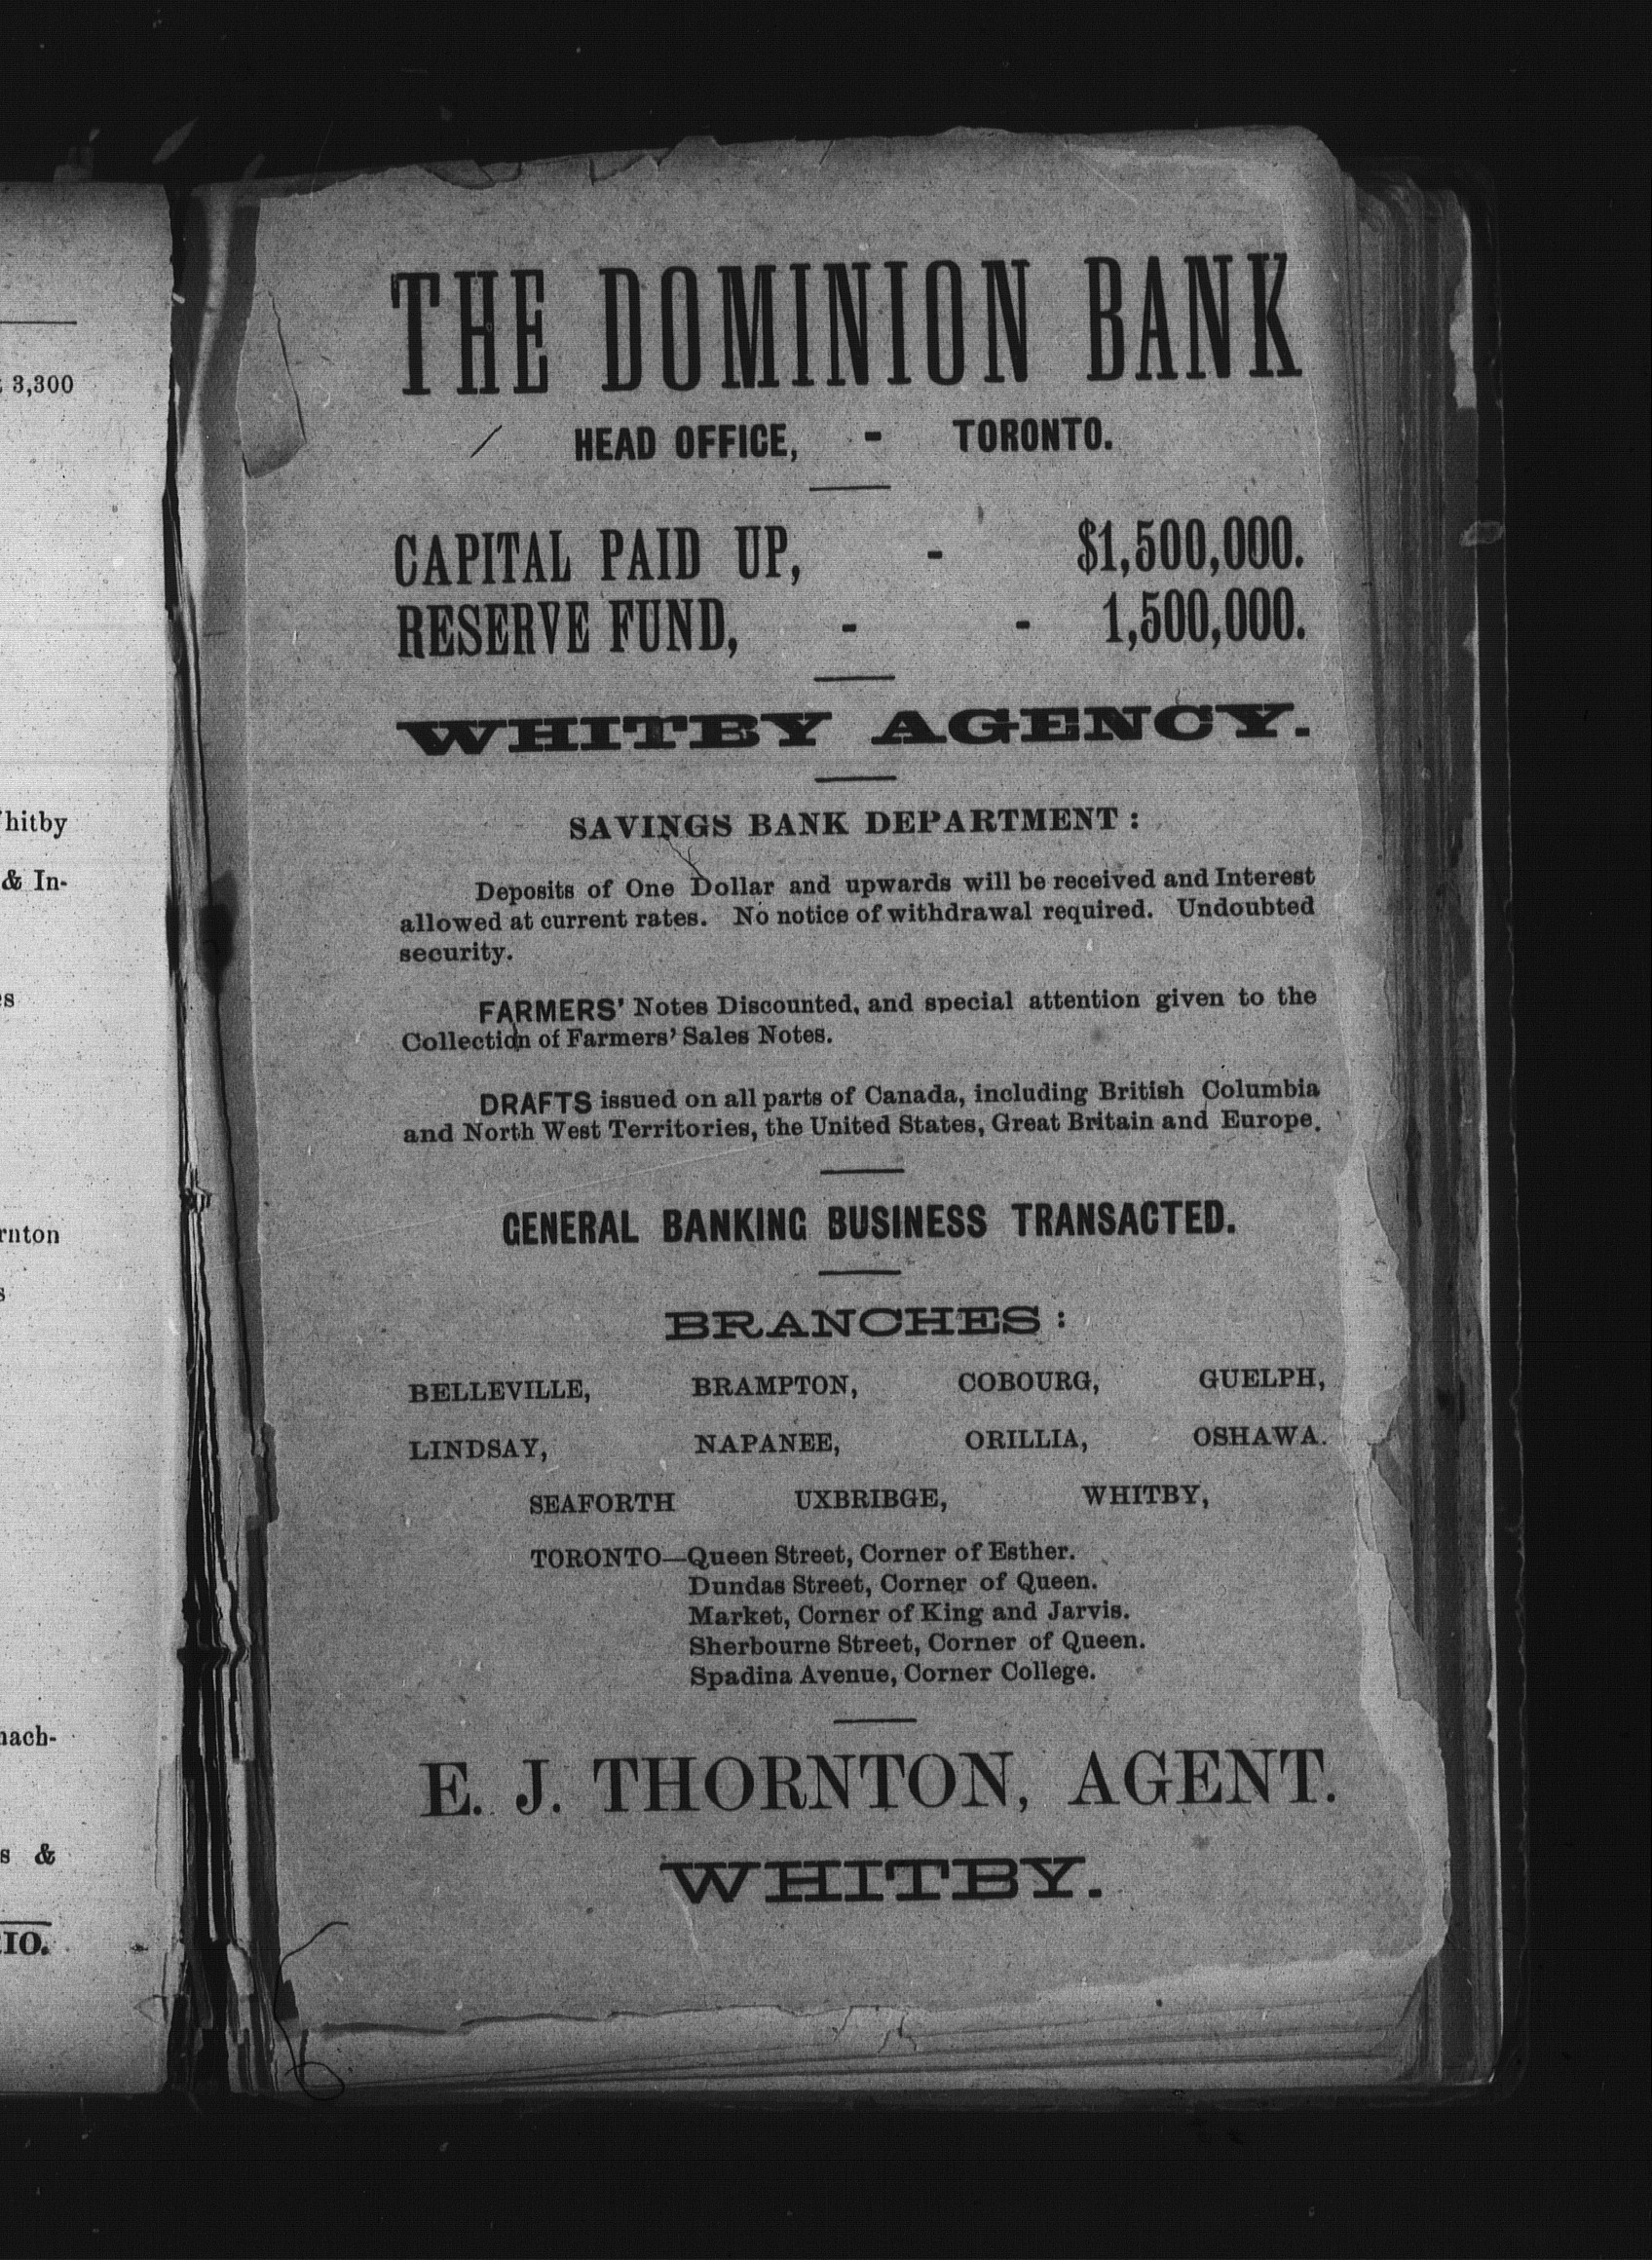 3,300
hitby
& In-
es
rnton
s
mach-
s &
IO.
THE DOMINION BANK
HEAD OFFICE, - TORONTO.
CAPITAL PAID UP, - $1,500,000.
RESERVE FUND, - - 1,500,000.
WHITBY AGENCY.
SAVINGS BANK DEPARTMENT :
Deposits of One Dollar and upwards will be received and Interest
allowed at current rates. No notice of withdrawal required. Undoubted
security.
FARMERS' Notes Discounted, and special attention given to the
Collection of Farmers' Sales Notes.
DRAFTS issued on all parts of Canada, including British Columbia
and North West Territories, the United States, Great Britain and Europe.
GENERAL BANKING BUSINESS TRANSACTED.
BRANCHES :
BELLEVILLE, BRAMPTON, COBOURG, GUELPH,
LINDSAY, NAPANEE, ORILLIA, OSHAWA.
SEAFORTH UXBRIBGE, WHITBY,
TORONTO—Queen Street, Corner of Esther.
Dundas Street, Corner of Queen.
Market, Corner of King and Jarvis.
Sherbourne Street, Corner of Queen.
Spadina Avenue, Corner College.
E. J. THORNTON, AGENT.
WHITBY.